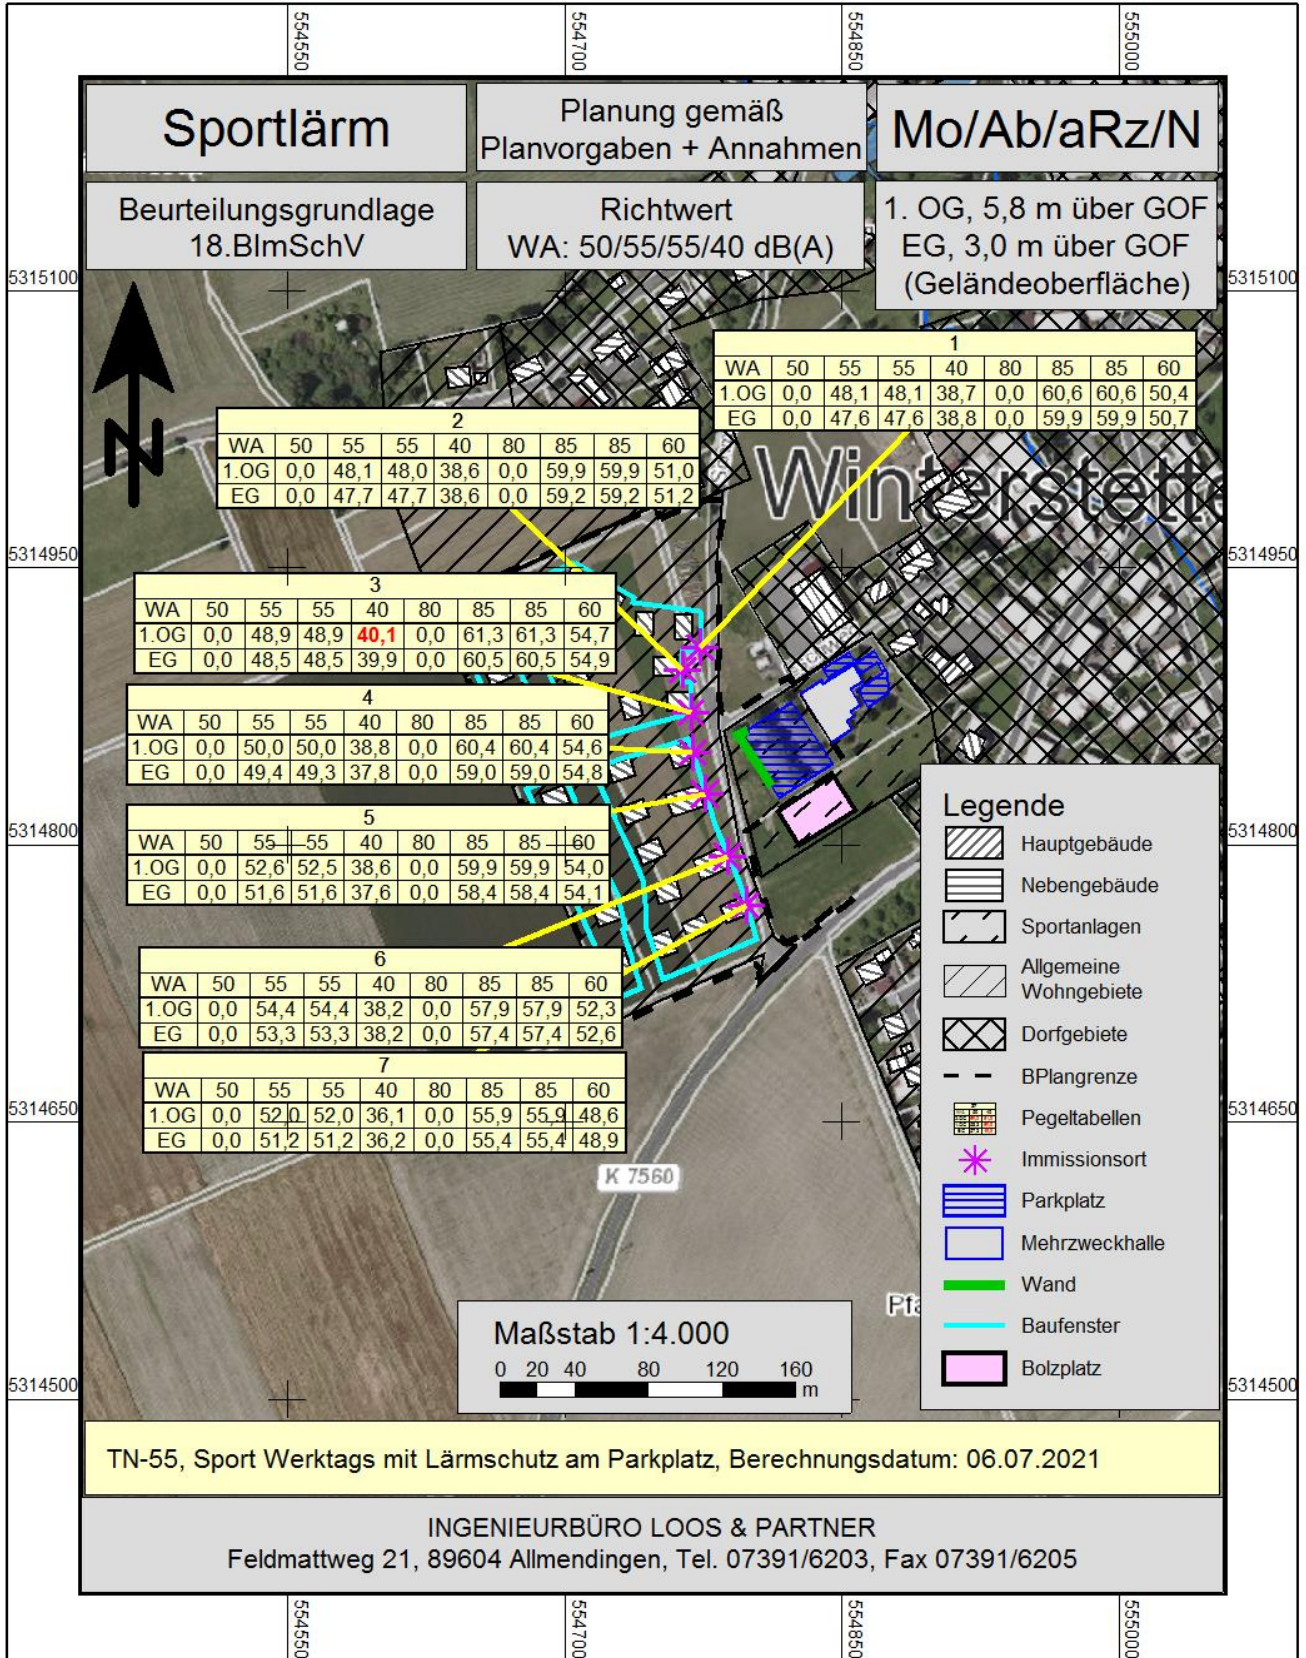 554550
554700
554850
555000
Sportlärm
Planung gemäß
Planvorgaben + Annahmen
Mo/Ab/aRz/N
Beurteilungsgrundlage
18.BImSchV
Richtwert
WA: 50/55/55/40 dB(A)
1. OG, 5,8 m über GOF
EG, 3,0 m über GOF
(Geländeoberfläche)
5315100
5315100
1
WA 50 55 55 40 80 85 85 60
1.OG 0,0 48,1 48,1 38,7 0,0 60,6 60,6 50,4
EG 0,0 47,6 47,6 38,8 0,0 59,9 59,9 50,7
N
2
WA 50 55 55 40 80 85 85 60
1.OG 0,0 48,1 48,0 38,6 0,0 59,9 59,9 51,0
EG 0,0 47,7 47,7 38,6 0,0 59,2 59,2 51,2
Winterstette
5314950
5314950
3
WA 50 55 55 40 80 85 85 60
1.OG 0,0 48,9 48,9 40,1 0,0 61,3 61,3 54,7
EG 0,0 48,5 48,5 39,9 0,0 60,5 60,5 54,9
4
WA 50 55 55 40 80 85 85 60
1.OG 0,0 50,0 50,0 38,8 0,0 60,4 60,4 54,6
EG 0,0 49,4 49,3 37,8 0,0 59,0 59,0 54,8
5314800
5314800
5
WA 50 55 55 40 80 85 85 60
1.OG 0,0 52,6 52,5 38,6 0,0 59,9 59,9 54,0
EG 0,0 51,6 51,6 37,6 0,0 58,4 58,4 54,1
6
WA 50 55 55 40 80 85 85 60
1.OG 0,0 54,4 54,4 38,2 0,0 57,9 57,9 52,3
EG 0,0 53,3 53,3 38,2 0,0 57,4 57,4 52,6
7
WA 50 55 55 40 80 85 85 60
1.OG 0,0 52,0 52,0 36,1 0,0 55,9 55,9 48,6
EG 0,0 51,2 51,2 36,2 0,0 55,4 55,4 48,9
5314650
5314650
K 7560
Legende
Hauptgebäude
Nebengebäude
Sportanlagen
Allgemeine
Wohngebiete
Dorfgebiete
BPlangrenze
Pegeltabellen
Immissionsort
Parkplatz
Mehrzweckhalle
Wand
Baufenster
Bolzplatz
Pfa
Maßstab 1:4.000
0 20 40 80 120 160
m
5314500
5314500
TN-55, Sport Werktags mit Lärmschutz am Parkplatz, Berechnungsdatum: 06.07.2021
INGENIEURBÜRO LOOS & PARTNER
Feldmattweg 21, 89604 Allmendingen, Tel. 07391/6203, Fax 07391/6205
554550
554700
554850
555000